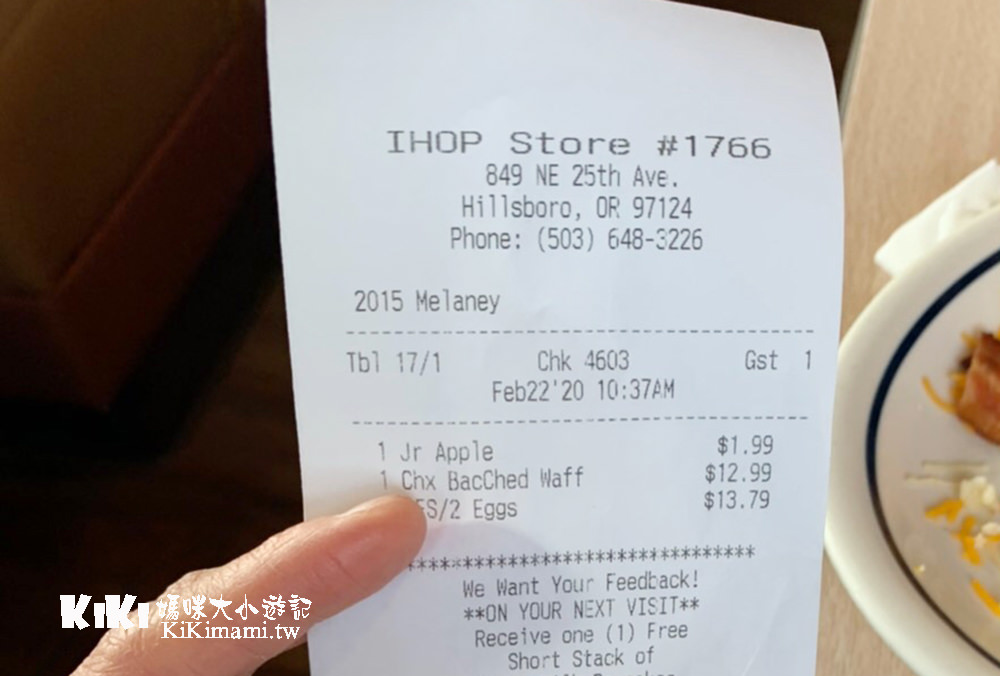 IHOP Store #1766
849 NE 25th Ave.
Hillsboro, OR 97124
Phone: (503) 648-3226
2015 Melaney
Tbl 17/1 Chk 4603 Gst 1
Feb22'20 10:37AM
1 Jr Apple $1.99
1 Chx BacChed Waff $12.99
ES/2 Eggs $13.79
*******************************
We Want Your Feedback!
**ON YOUR NEXT VISIT**
Receive one (1) Free
Short Stack of
KiKi 媽咪大小遊記
KiKimami.tw